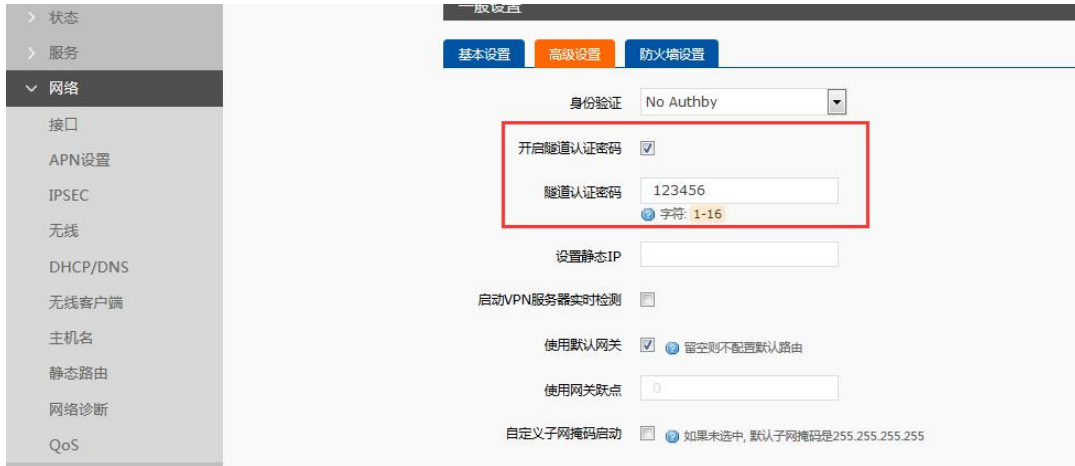 状态
服务
网络
接口
APN设置
IPSEC
无线
DHCP/DNS
无线客户端
主机名
静态路由
网络诊断
QoS
一般设置
基本设置 高级设置 防火墙设置
身份验证 No Authby
开启隧道认证密码
隧道认证密码 123456
字符: 1-16
设置静态IP
启动VPN服务器实时检测
使用默认网关 留空则不配置默认路由
使用网关跃点 0
自定义子网掩码启动 如果未选中, 默认子网掩码是255.255.255.255